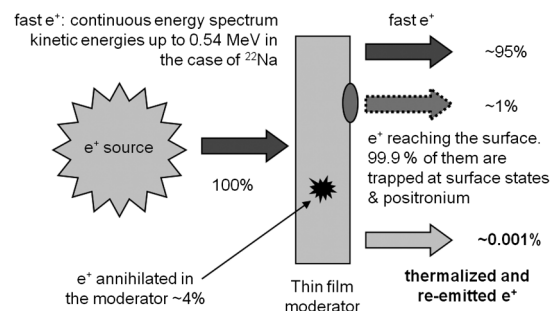 fast e⁺: continuous energy spectrum
kinetic energies up to 0.54 MeV in
the case of ²²Na
fast e⁺
~95%
e⁺ source
100%
~1%
e⁺ reaching the surface.
99.9 % of them are
trapped at surface states
& positronium
~0.001%
thermalized and
re-emitted e⁺
e⁺ annihilated in
the moderator ~4%
Thin film
moderator